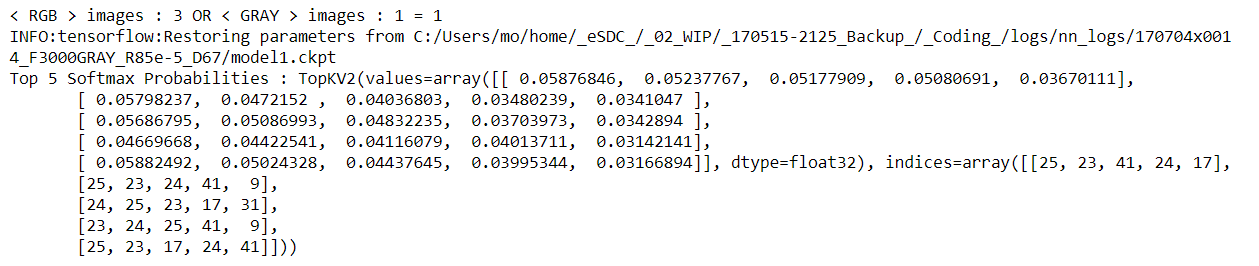 < RGB > images : 3 OR < GRAY > images : 1 = 1
INFO:tensorflow:Restoring parameters from C:/Users/mo/home/_eSDC_/_02_WIP/_170515-2125_Backup_/_Coding_/logs/nn_logs/170704x001
4_F3000GRAY_R85e-5_D67/model1.ckpt
Top 5 Softmax Probabilities : TopKV2(values=array([[ 0.05876846,  0.05237767,  0.05177909,  0.05080691,  0.03670111],
       [ 0.05798237,  0.0472152 ,  0.04036803,  0.03480239,  0.0341047 ],
       [ 0.05686795,  0.05086993,  0.04832235,  0.03703973,  0.0342894 ],
       [ 0.04669668,  0.04422541,  0.04116079,  0.04013711,  0.03142141],
       [ 0.05882492,  0.05024328,  0.04437645,  0.03995344,  0.03166894]], dtype=float32), indices=array([[25, 23, 41, 24, 17],
       [25, 23, 24, 41,  9],
       [24, 25, 23, 17, 31],
       [23, 24, 25, 41,  9],
       [25, 23, 17, 24, 41]]))